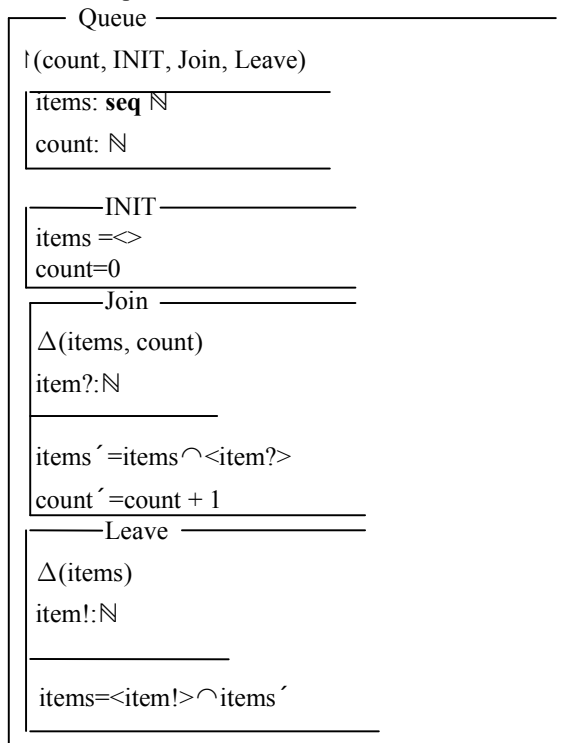 Queue
↾(count, INIT, Join, Leave)
items: seq ℕ
count: ℕ
INIT
items =<>
count=0
Join
Δ(items, count)
item?:ℕ
items´=items⌒<item?>
count´=count + 1
Leave
Δ(items)
item!:ℕ
items=<item!>⌒items´